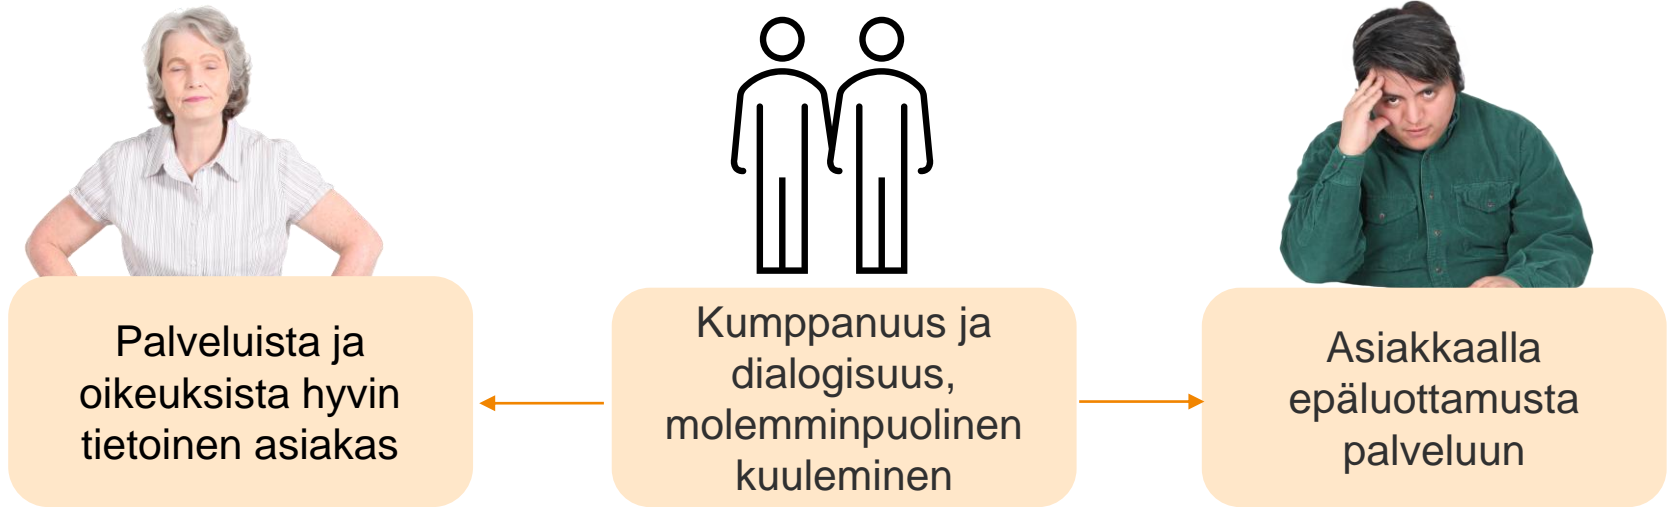 Palveluista ja
oikeuksista hyvin
tietoinen asiakas
Kumppanuus ja
dialogisuus,
molemminpuolinen
kuuleminen
Asiakkaalla
epäluottamusta
palveluun